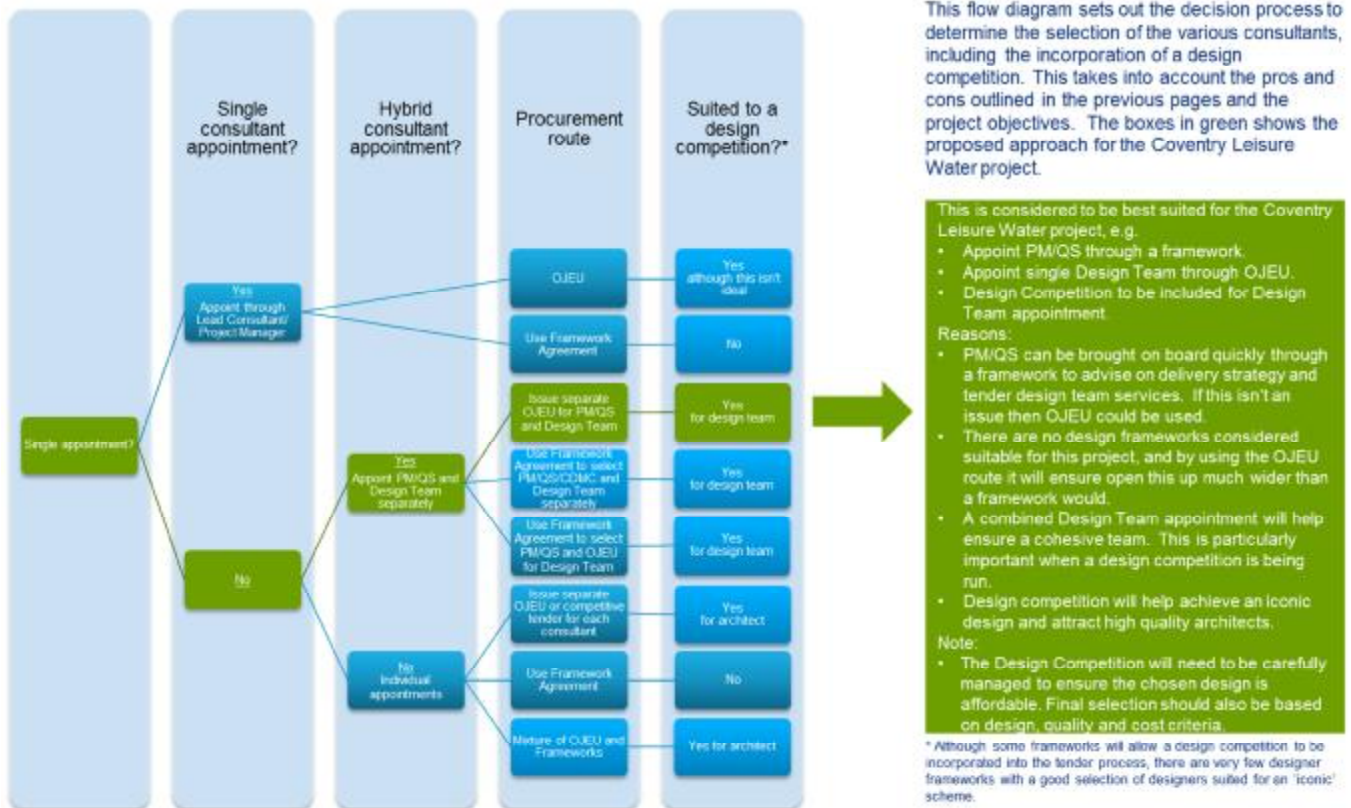 Single
consultant
appointment?
Hybrid
consultant
appointment?
Procurement
route
Suited to a
design
competition?*
Single appointment?
Yes
Appoint through
Lead Consultant/
Project Manager
No
Yes
Appoint PM/QS and
Design Team
separately
No
Individual
appointments
OJEU
Use Framework
Agreement
Issue separate
OJEU for PM/QS
and Design Team
Use Framework
Agreement to select
PM/QS/CDMC and
Design Team
separately
Use Framework
Agreement to select
PM/QS and OJEU
for Design Team
Issue separate
OJEU or competitive
tender for each
consultant
Use Framework
Agreement
Mixture of OJEU and
Frameworks
Yes
although this isn't
ideal
No
Yes
for design team
Yes
for design team
Yes
for design team
Yes
for architect
No
Yes for architect
This flow diagram sets out the decision process to
determine the selection of the various consultants,
including the incorporation of a design
competition. This takes into account the pros and
cons outlined in the previous pages and the
project objectives. The boxes in green shows the
proposed approach for the Coventry Leisure
Water project.
This is considered to be best suited for the Coventry
Leisure Water project, e.g.
• Appoint PM/QS through a framework.
• Appoint single Design Team through OJEU.
• Design Competition to be included for Design
Team appointment.
Reasons:
• PM/QS can be brought on board quickly through
a framework to advise on delivery strategy and
tender design team services. If this isn't an
issue then OJEU could be used.
• There are no design frameworks considered
suitable for this project, and by using the OJEU
route it will ensure open this up much wider than
a framework would.
• A combined Design Team appointment will help
ensure a cohesive team. This is particularly
important when a design competition is being
run.
• Design competition will help achieve an iconic
design and attract high quality architects.
Note:
• The Design Competition will need to be carefully
managed to ensure the chosen design is
affordable. Final selection should also be based
on design, quality and cost criteria.
* Although some frameworks will allow a design competition to be
incorporated into the tender process, there are very few designer
frameworks with a good selection of designers suited for an 'iconic'
scheme.